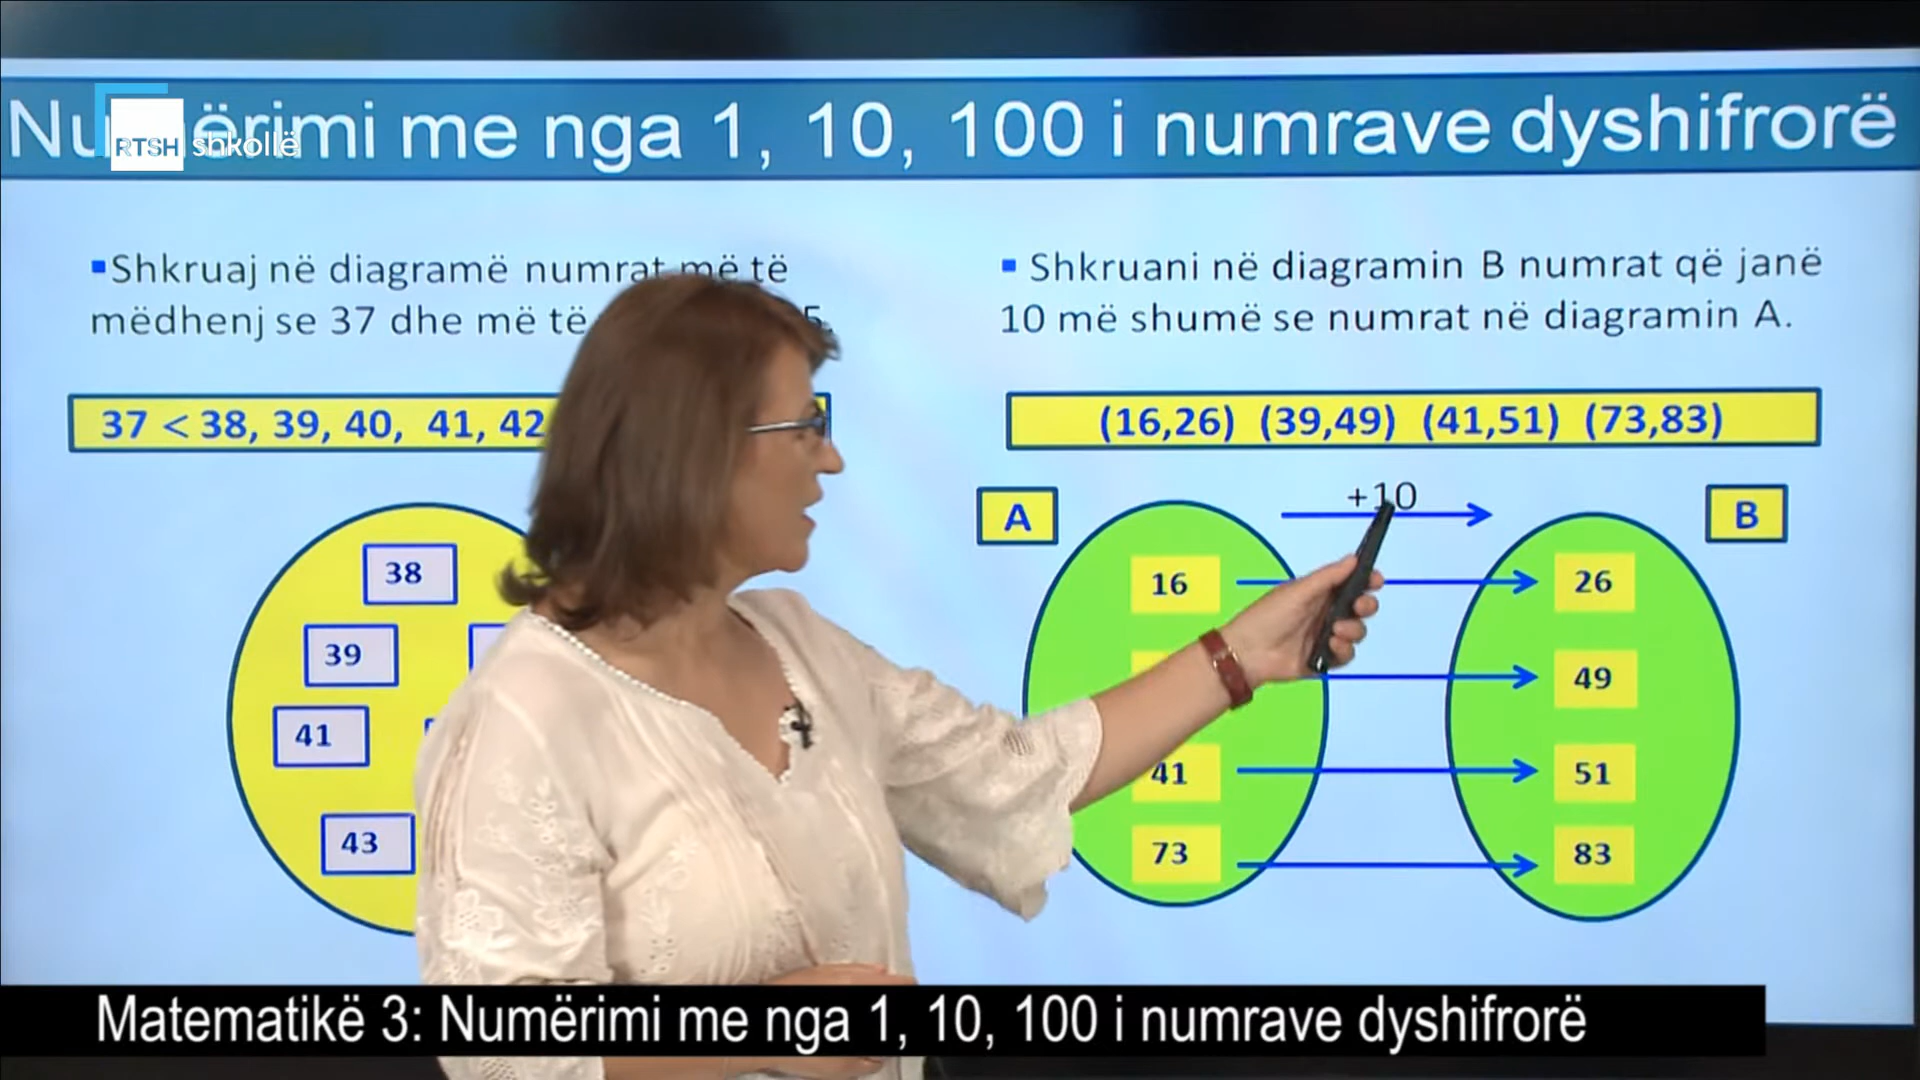 Numërimi me nga 1, 10, 100 i numrave dyshifrorë
RTSH shkollë
Shkruaj në diagramë numrat më të
mëdhenj se 37 dhe më të
37 < 38, 39, 40, 41, 42
38
39
41
43
Shkruani në diagramin B numrat që janë
10 më shumë se numrat në diagramin A.
(16,26) (39,49) (41,51) (73,83)
A
+10
B
16
26
49
41
51
73
83
Matematikë 3: Numërimi me nga 1, 10, 100 i numrave dyshifrorë